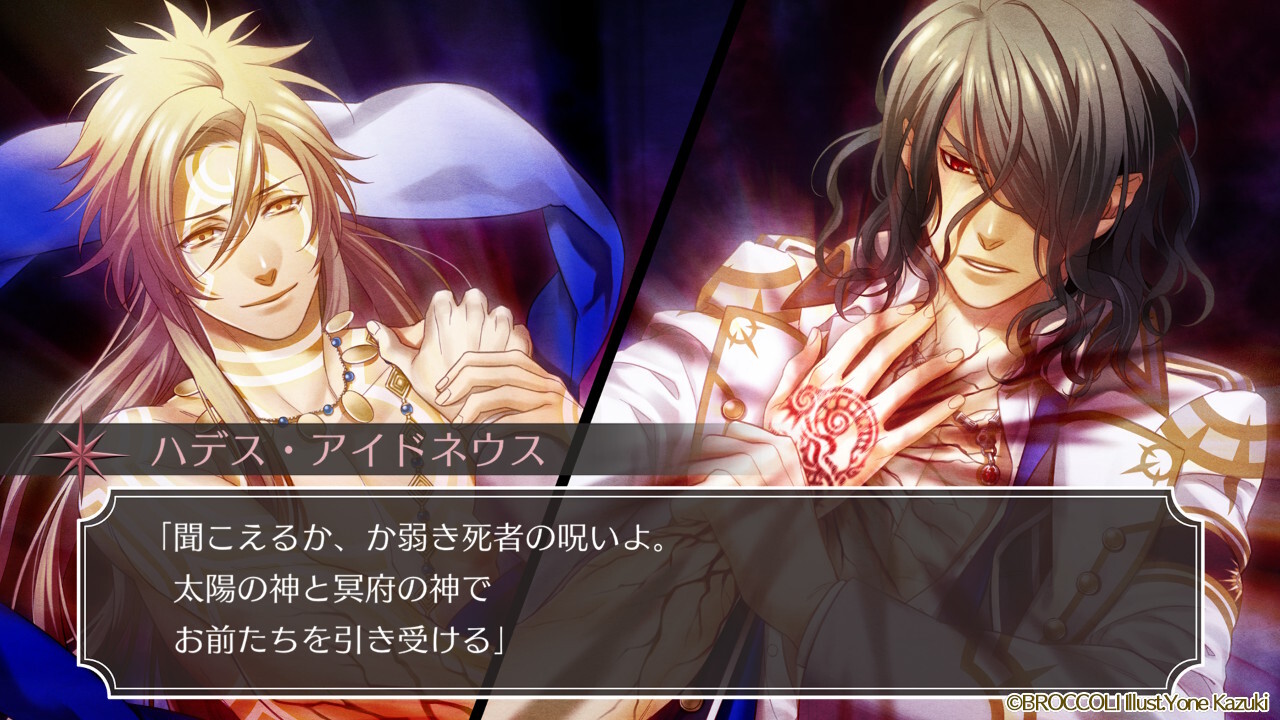 ハデス・アイドネウス
「聞こえるか、か弱き死者の呪いよ。
太陽の神と冥府の神で
お前たちを引き受ける」
©BROCCOLI Illust.Yone Kazuki